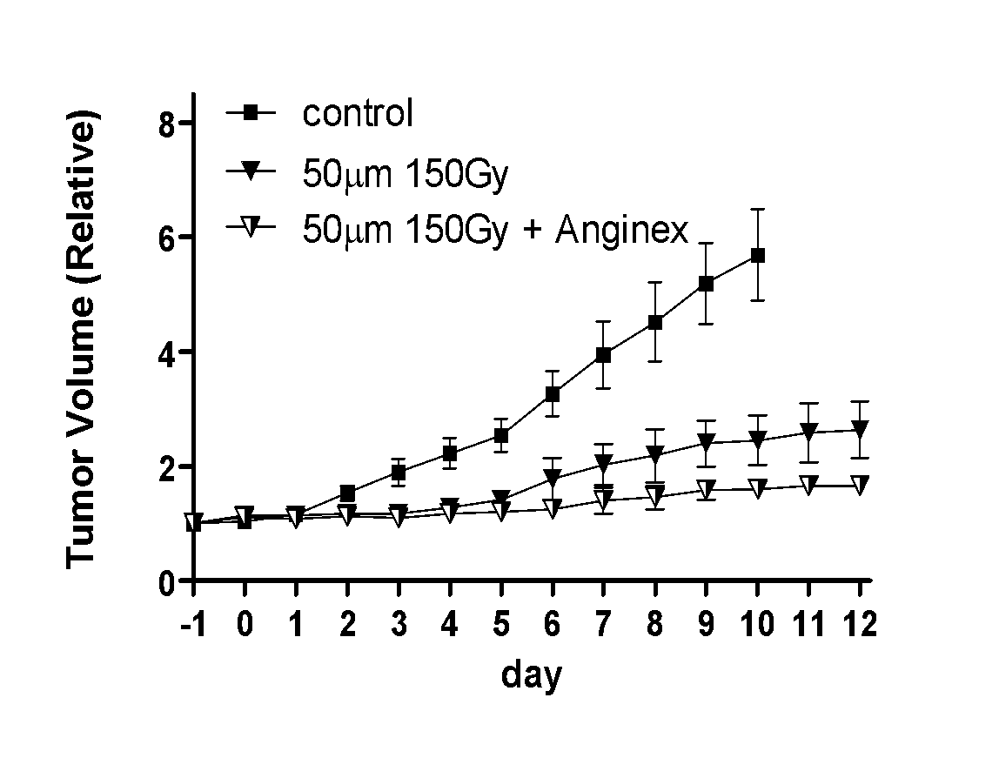 control
50µm 150Gy
50µm 150Gy + Anginex
Tumor Volume (Relative)
8
6
4
2
0
-1 0 1 2 3 4 5 6 7 8 9 10 11 12
day